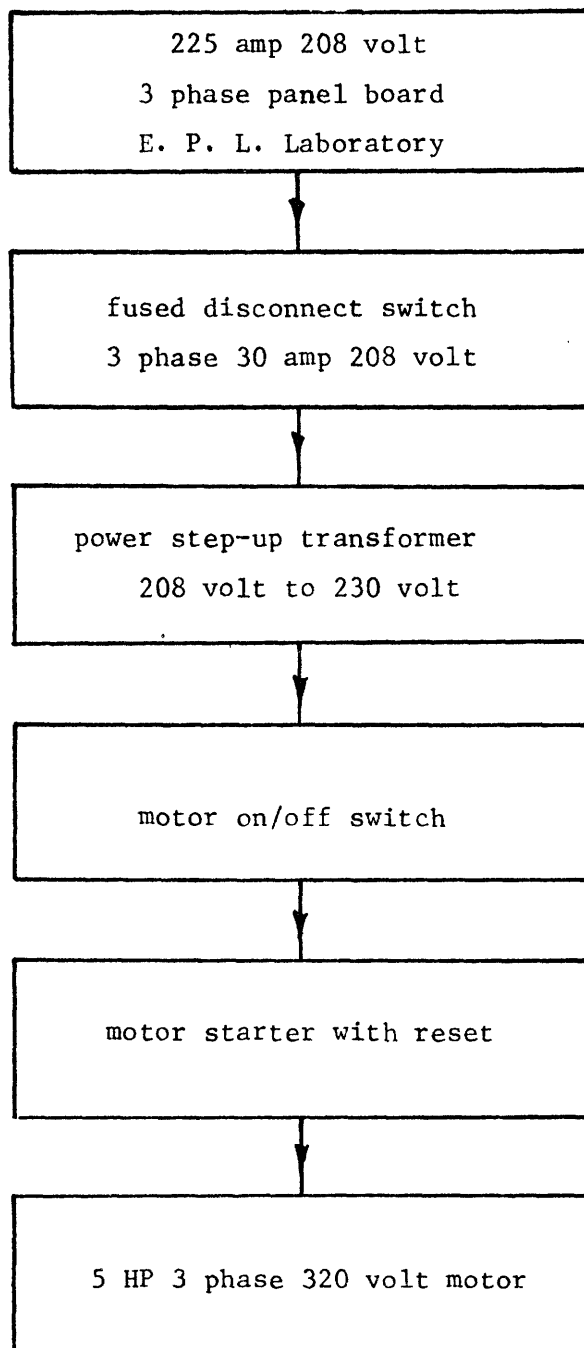 225 amp 208 volt
3 phase panel board
E. P. L. Laboratory
fused disconnect switch
3 phase 30 amp 208 volt
power step-up transformer
208 volt to 230 volt
motor on/off switch
motor starter with reset
5 HP 3 phase 320 volt motor